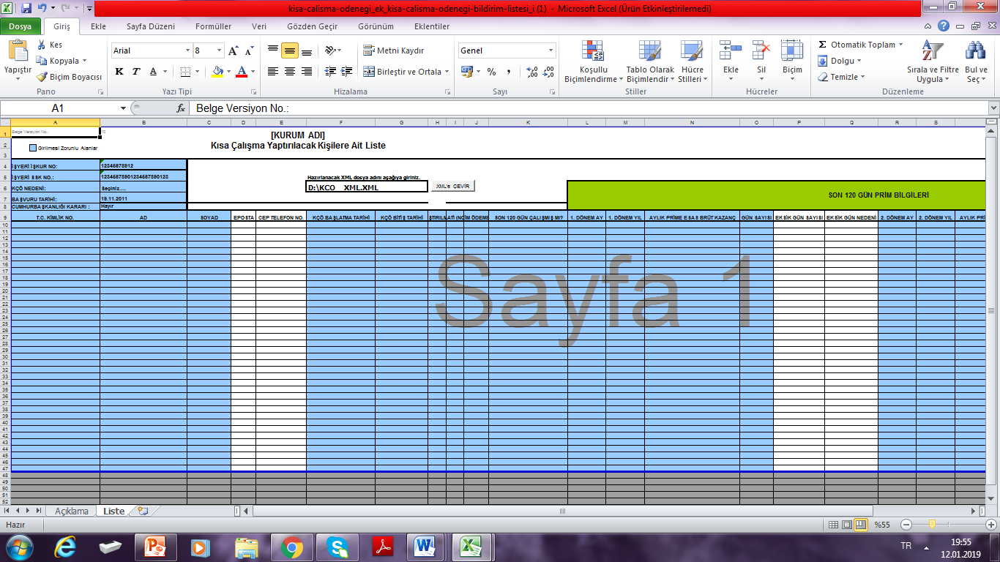 kisa-calisma-odenegi_ek_kisa-calisma-odenegi-bildirim-listesi_i (1) - Microsoft Excel (Ürün Etkinleştirilemedi)
Dosya Giriş Ekle Sayfa Düzeni Formüller Veri Gözden Geçir Görünüm Eklentiler
Yapıştır
Kes
Kopyala
Biçim Boyacısı
Pano
Arial 8
K T A
Yazı Tipi
Metni Kaydır
Birleştir ve Ortala
Hizalama
Genel
Sayı
Koşullu Biçimlendirme
Tablo Olarak Biçimlendir
Hücre Stilleri
Stiller
Ekle Sil Biçim
Hücreler
Otomatik Toplam
Dolgu
Temizle
Sırala ve Filtre Uygula
Bul ve Seç
Düzenleme
A1 fx Belge Versiyon No.:
A B C D E F G H I J K L M N O P Q R S
Belge Versiyon No.:
[KURUM ADI]
Girilmesi Zorunlu Alanlar
Kısa Çalışma Yaptırılacak Kişilere Ait Liste
İŞYERİ İŞKUR NO: 12345678912
İŞYERİ SSK NO.: 12345678901234567890123
Hazırlanacak XML dosya adını aşağıya giriniz.
KÇÖ NEDENİ: Seçiniz....
D:\KCO XML.XML
XML'e ÇEVİR
BAŞVURU TARİHİ: 19.11.2011
SON 120 GÜN PRİM BİLGİLERİ
CUMHURBAŞKANLIĞI KARARI : Hayır
T.C. KİMLİK NO. AD SOYAD EPOSTA CEP TELEFON NO. KÇÖ BAŞLATMA TARİHİ KÇÖ BİTİŞ TARİHİ ŞTIRILM ATİ (NO İM ÖDEME SON 120 GÜN ÇALIŞMIŞ MI? 1. DÖNEM AY 1. DÖNEM YIL AYLIK PRİME ESAS BRÜT KAZANÇ GÜN SAYISI EKSİK GÜN SAYISI EKSİK GÜN NEDENİ 2. DÖNEM AY 2. DÖNEM YIL AYLIK PRİ
1
2
3
4
5
6
7
8
9
10
11
12
13
14
15
16
17
18
19
20
21
22
23
24
25
26
27
28
29
30
31
32
33
34
35
36
37
38
39
40
41
42
43
44
45
46
47
48
49
50
51
52
Sayfa 1
Açıklama Liste
Hazır
%55
TR
19:55
12.01.2019